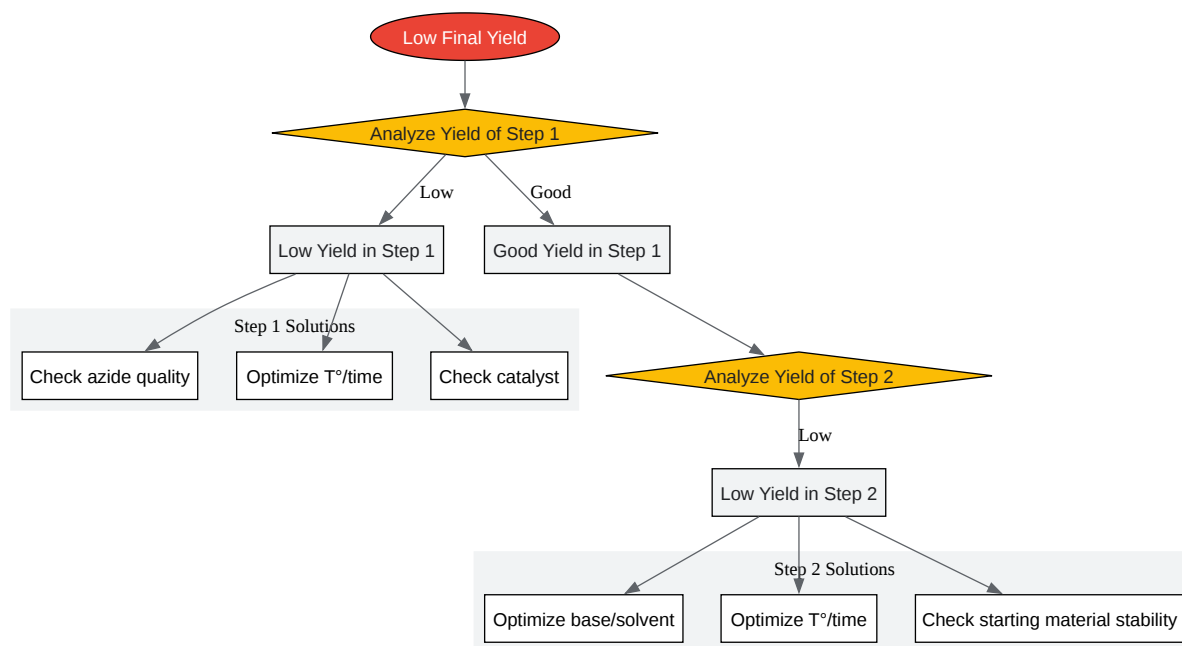 Low Final Yield
Analyze Yield of Step 1
Low
Good
Low Yield in Step 1
Good Yield in Step 1
Step 1 Solutions
Check azide quality
Optimize T°/time
Check catalyst
Analyze Yield of Step 2
Low
Low Yield in Step 2
Step 2 Solutions
Optimize base/solvent
Optimize T°/time
Check starting material stability